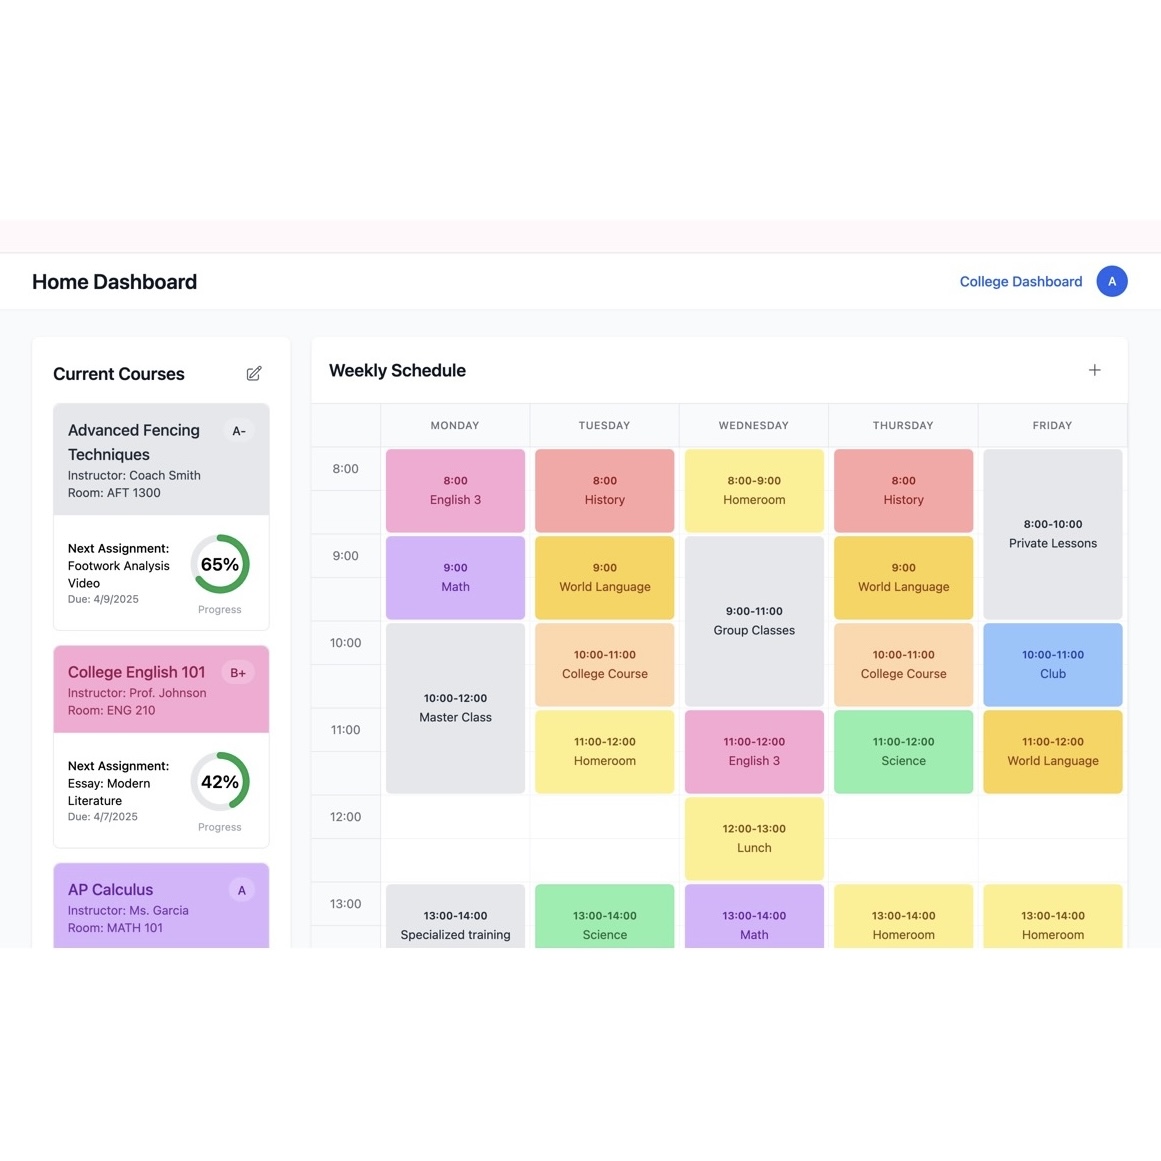 Home Dashboard
College Dashboard
A
Current Courses
Advanced Fencing
Techniques
A-
Instructor: Coach Smith
Room: AFT 1300
Next Assignment:
Footwork Analysis
Video
Due: 4/9/2025
65%
Progress
College English 101
B+
Instructor: Prof. Johnson
Room: ENG 210
Next Assignment:
Essay: Modern
Literature
Due: 4/7/2025
42%
Progress
AP Calculus
A
Instructor: Ms. Garcia
Room: MATH 101
Weekly Schedule
MONDAY
TUESDAY
WEDNESDAY
THURSDAY
FRIDAY
8:00
8:00
English 3
8:00
History
8:00-9:00
Homeroom
8:00
History
8:00-10:00
Private Lessons
9:00
9:00
Math
9:00
World Language
9:00-11:00
Group Classes
9:00
World Language
10:00
10:00-12:00
Master Class
10:00-11:00
College Course
10:00-11:00
College Course
10:00-11:00
Club
11:00
11:00-12:00
Homeroom
11:00-12:00
English 3
11:00-12:00
Science
11:00-12:00
World Language
12:00
12:00-13:00
Lunch
13:00
13:00-14:00
Specialized training
13:00-14:00
Science
13:00-14:00
Math
13:00-14:00
Homeroom
13:00-14:00
Homeroom